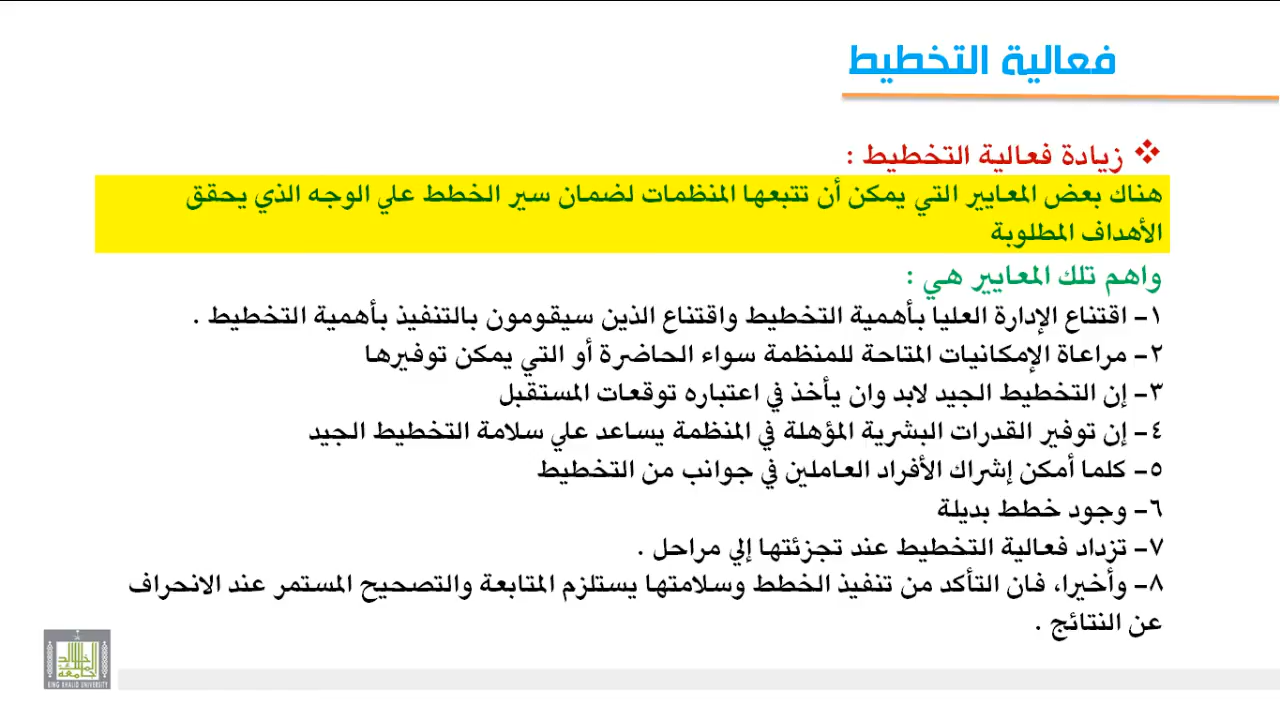 فعالية التخطيط
❖ زيادة فعالية التخطيط :
هناك بعض المعايير التي يمكن أن تتبعها المنظمات لضمان سير الخطط علي الوجه الذي يحقق
الأهداف المطلوبة
واهم تلك المعايير هي :
١- اقتناع الإدارة العليا بأهمية التخطيط واقتناع الذين سيقومون بالتنفيذ بأهمية التخطيط .
٢- مراعاة الإمكانيات المتاحة للمنظمة سواء الحاضرة أو التي يمكن توفيرها
٣- إن التخطيط الجيد لابد وان يأخذ في اعتباره توقعات المستقبل
٤- إن توفير القدرات البشرية المؤهلة في المنظمة يساعد علي سلامة التخطيط الجيد
٥- كلما أمكن إشراك الأفراد العاملين في جوانب من التخطيط
٦- وجود خطط بديلة
٧- تزداد فعالية التخطيط عند تجزئتها إلي مراحل .
٨- وأخيرا، فان التأكد من تنفيذ الخطط وسلامتها يستلزم المتابعة والتصحيح المستمر عند الانحراف
عن النتائج .
KING KHALID UNIVERSITY